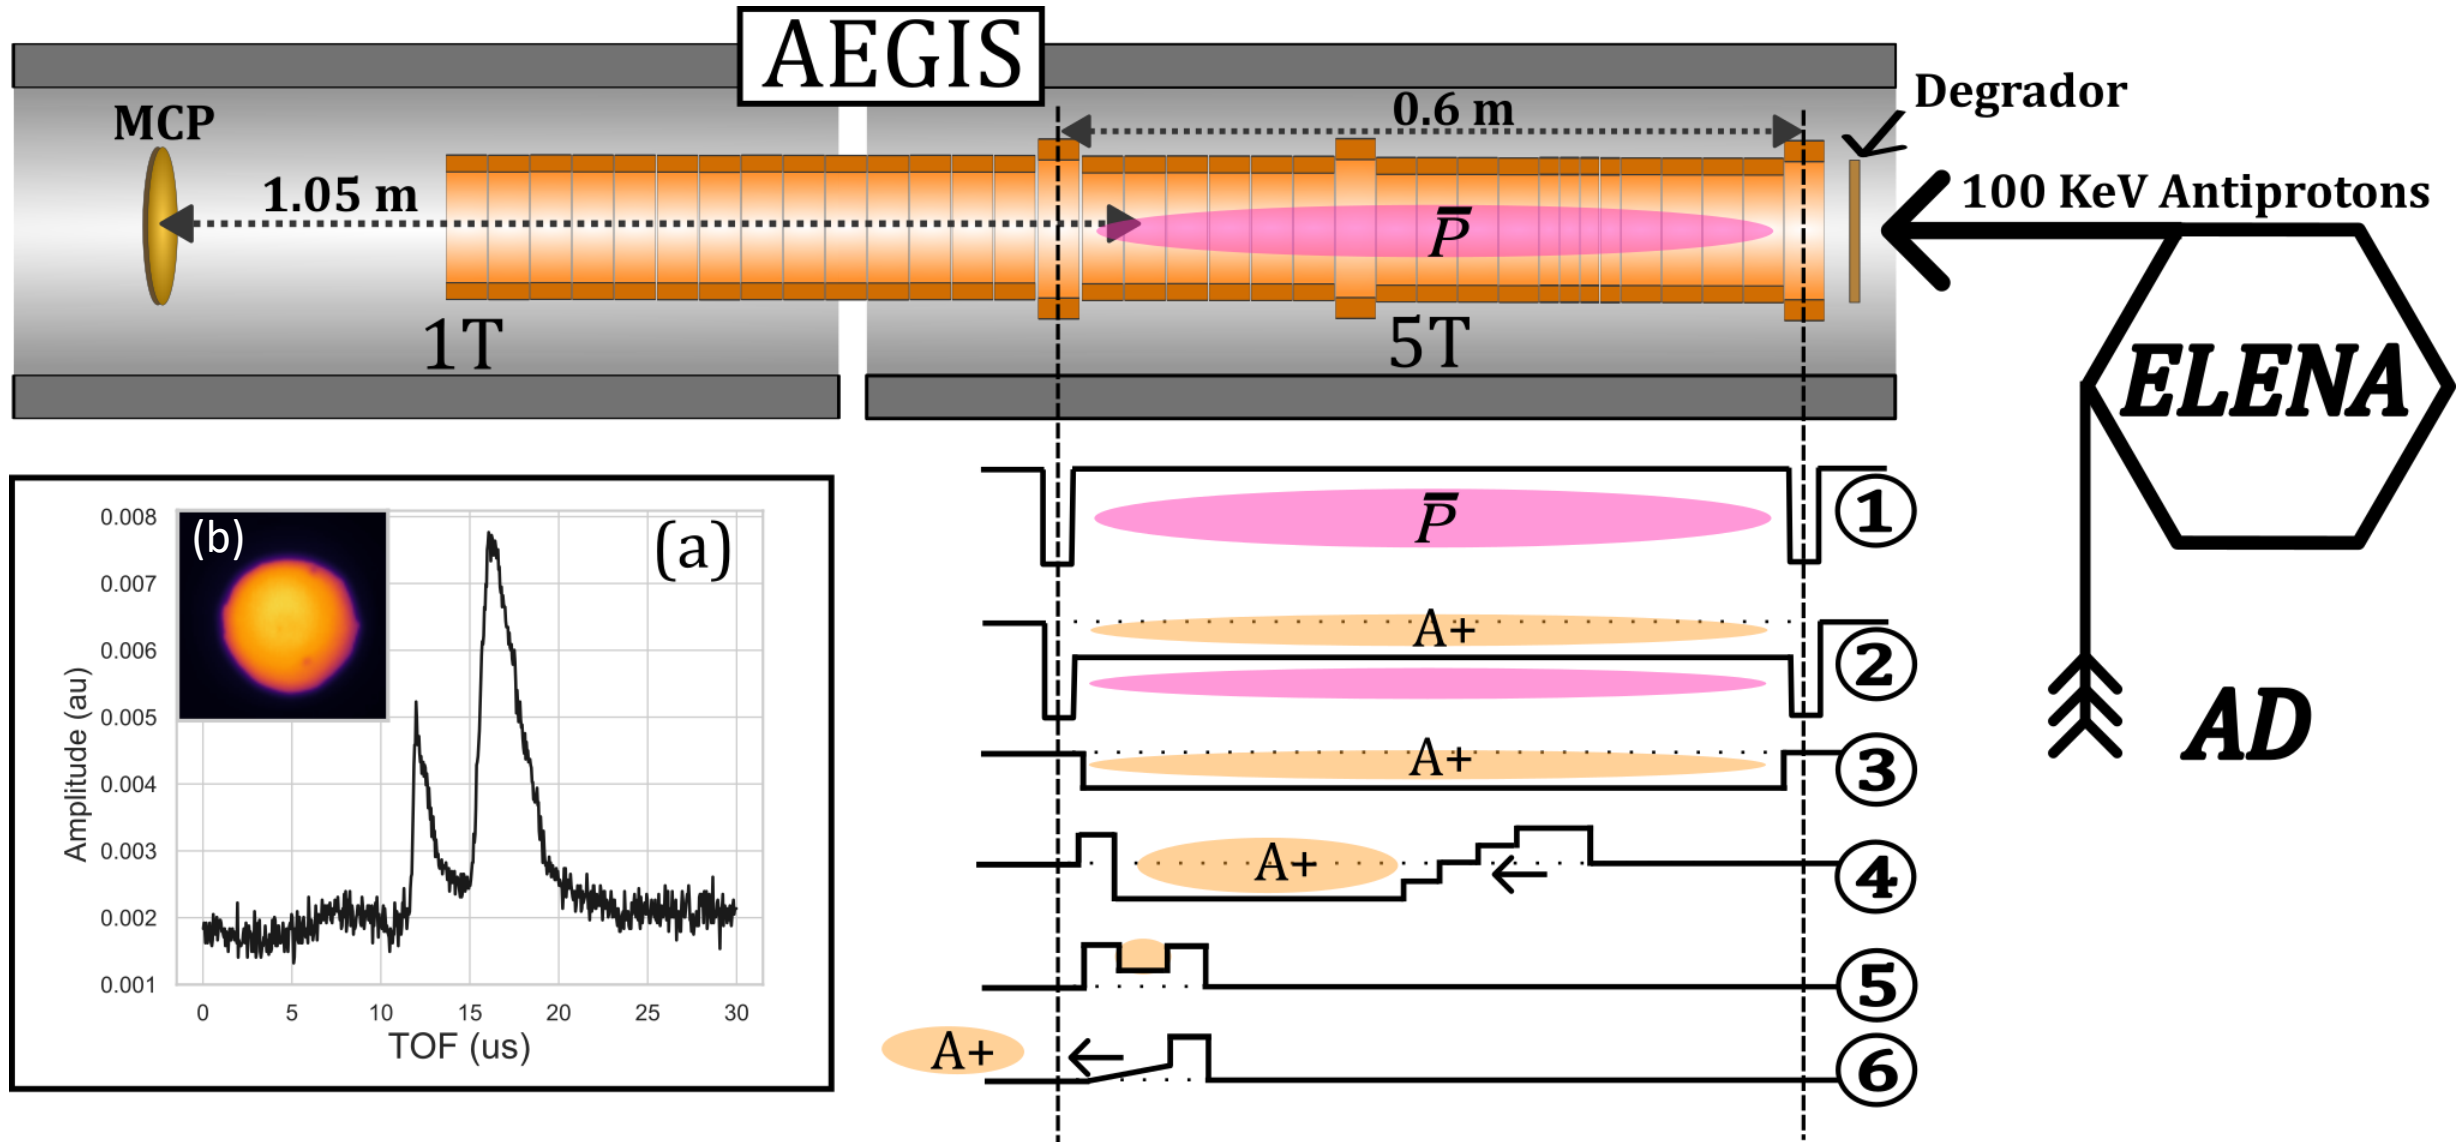 AEGIS
Degrador
MCP
0.6 m
1.05 m
100 KeV Antiprotons
P̅
1T
5T
ELENA
AD
P̅
1
A+
2
A+
3
A+
4
5
A+
6
(b)
(a)
0.008
0.007
0.006
0.005
0.004
0.003
0.002
0.001
Amplitude (au)
0 5 10 15 20 25 30
TOF (us)